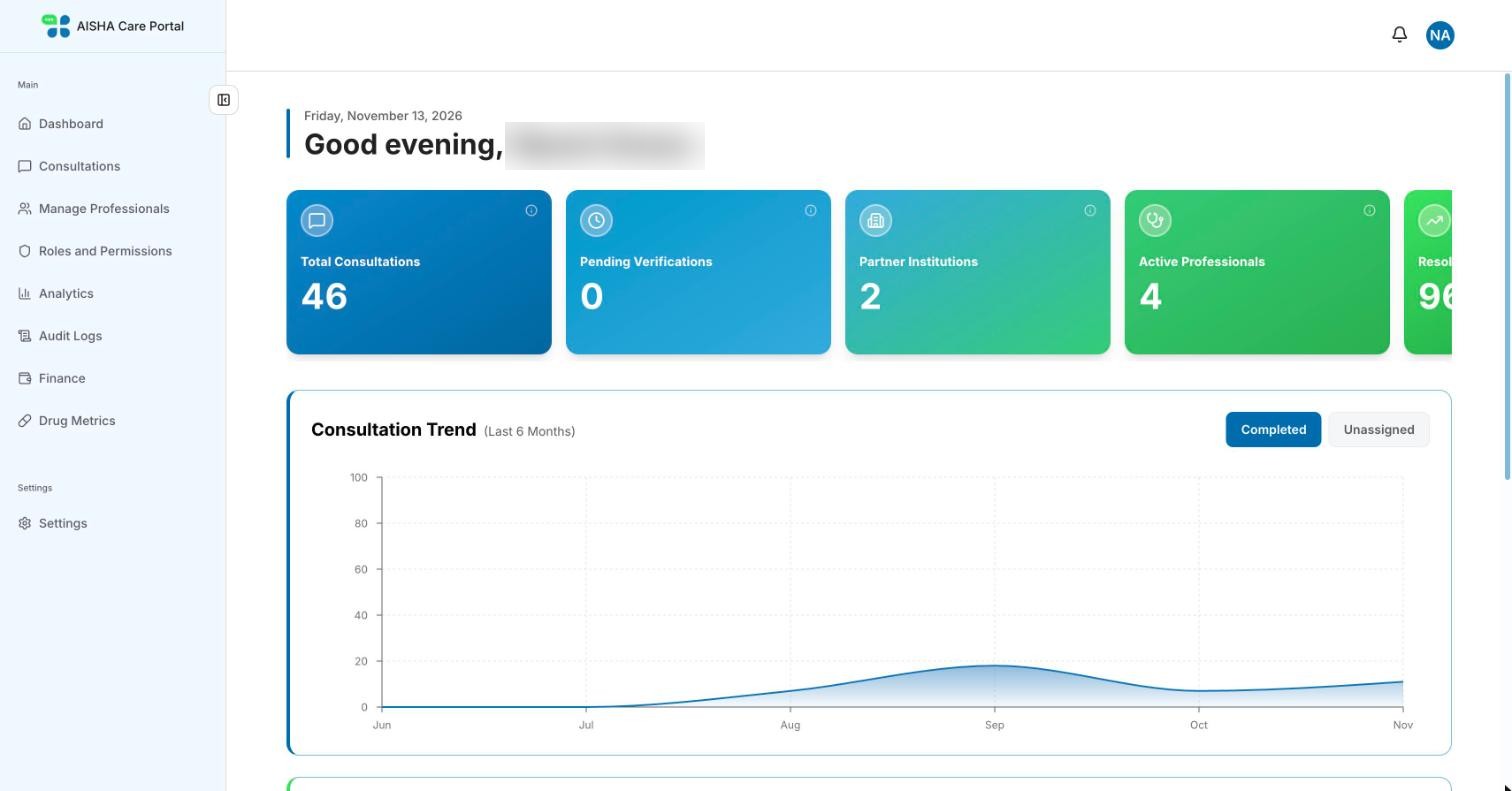 AISHA Care Portal
NA
Main
Dashboard
Consultations
Manage Professionals
Roles and Permissions
Analytics
Audit Logs
Finance
Drug Metrics
Settings
Settings
Friday, November 13, 2026
Good evening,
Total Consultations
46
Pending Verifications
0
Partner Institutions
2
Active Professionals
4
Consultation Trend (Last 6 Months)
Completed
Unassigned
100
80
60
40
20
0
Jun Jul Aug Sep Oct Nov